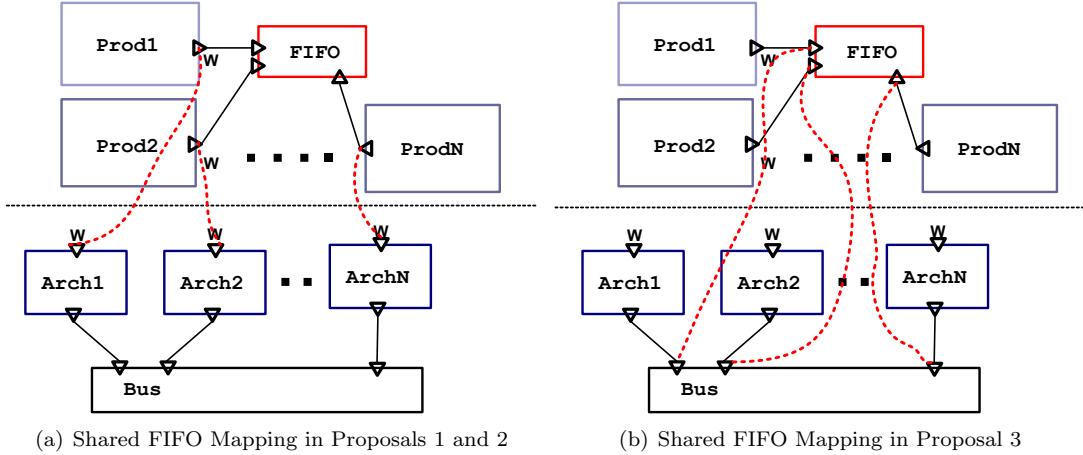 Prod1
W
FIFO
Prod2
W
ProdN
W
W
W
Arch1
Arch2
ArchN
Bus
(a) Shared FIFO Mapping in Proposals 1 and 2
Prod1
W
FIFO
Prod2
W
ProdN
W
W
W
Arch1
Arch2
ArchN
Bus
(b) Shared FIFO Mapping in Proposal 3